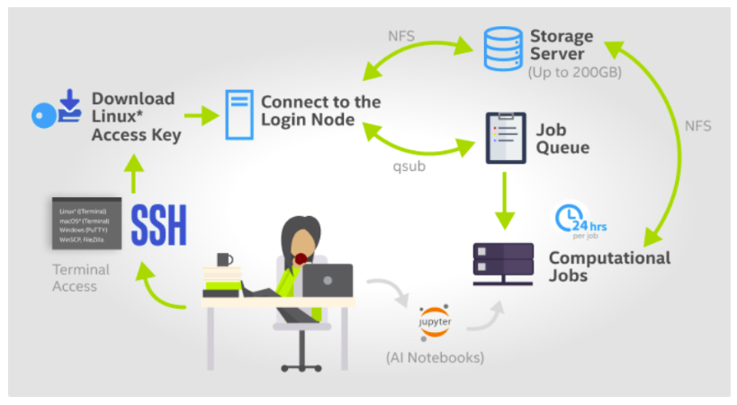 NFS
Storage
Server
(Up to 200GB)
Download
Linux*
Access Key
Connect to the
Login Node
NFS
Job
Queue
qsub
Linux* (Terminal)
macOS* (Terminal)
Windows (PuTTY)
WinSCP, FileZilla
SSH
24 hrs
per job
Terminal
Access
Computational
Jobs
jupyter
(AI Notebooks)